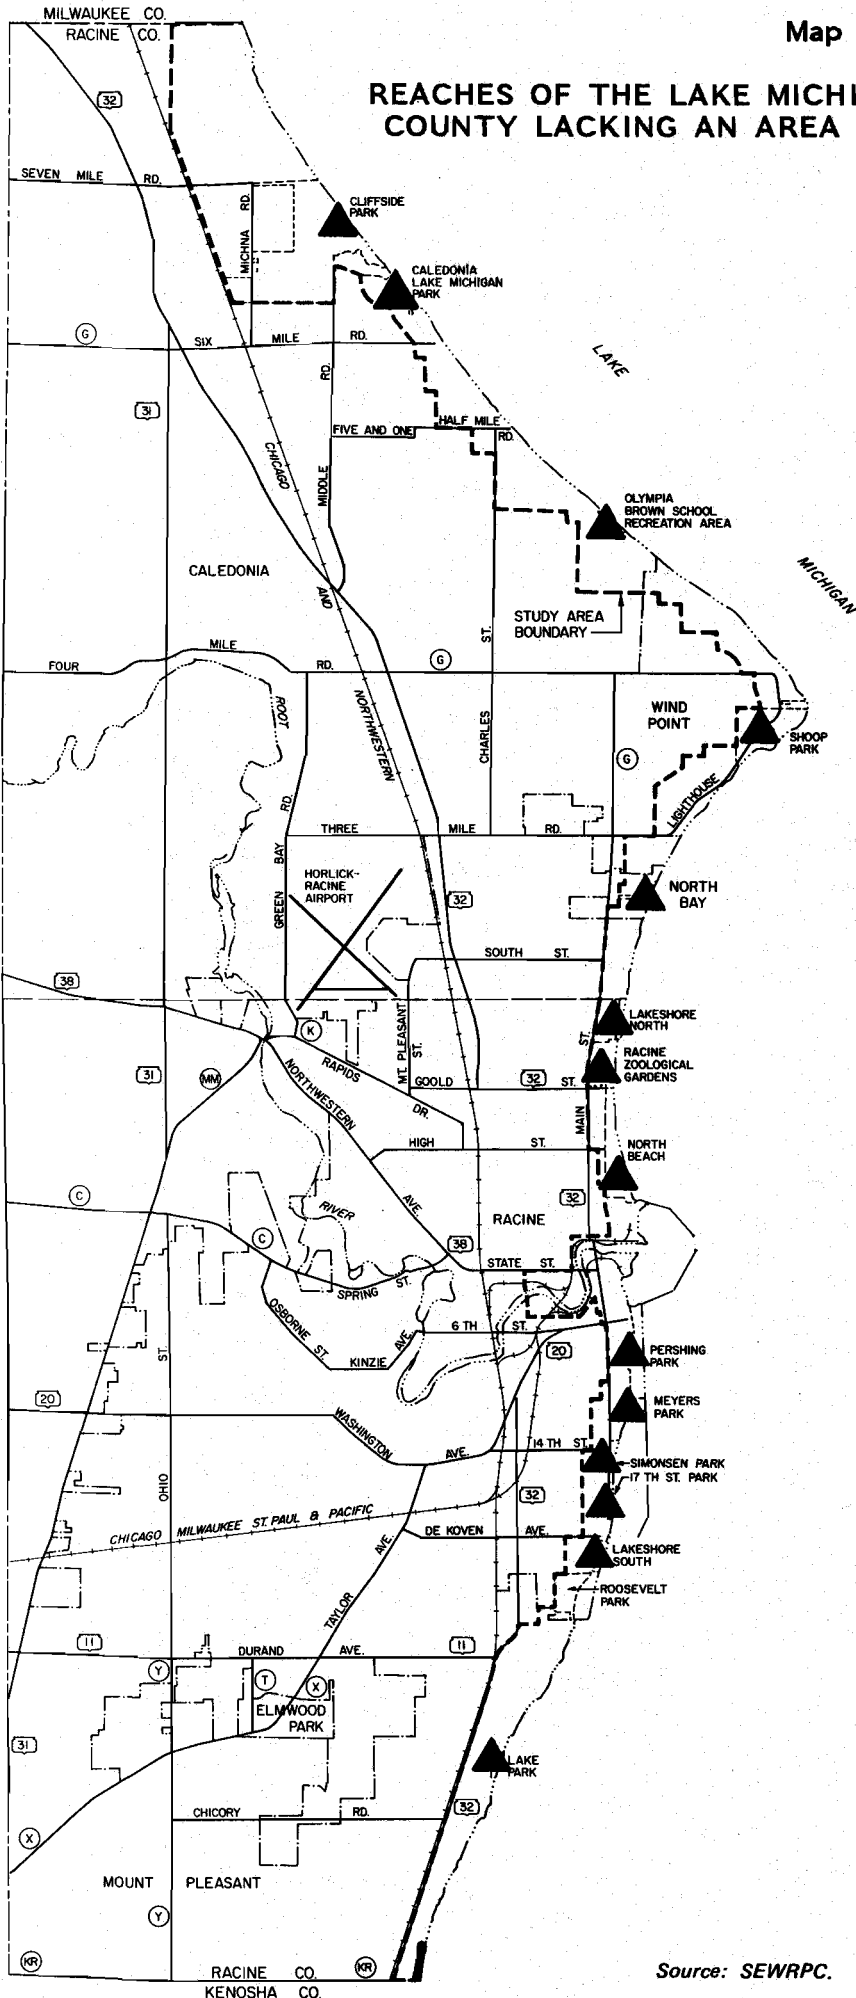 MILWAUKEE CO.
RACINE CO.
Map
REACHES OF THE LAKE MICHI
COUNTY LACKING AN AREA
32
SEVEN MILE RD.
MICHNA RD.
CLIFFSIDE
PARK
CALEDONIA
LAKE MICHIGAN
PARK
G
SIX MILE RD.
LAKE
31
RD.
FIVE AND ONE HALF MILE
RD.
CHICAGO
MIDDLE
OLYMPIA
BROWN SCHOOL
RECREATION AREA
MICHIGAN
CALEDONIA
AND
STUDY AREA
BOUNDARY
ST.
FOUR MILE RD.
G
ROOT
NORTHWESTERN
CHARLES
WIND
POINT
SHOOP
PARK
G
LIGHTHOUSE
RD.
THREE MILE RD.
GREEN BAY
HORLICK-
RACINE
AIRPORT
32
NORTH
BAY
SOUTH ST.
38
LAKESHORE
NORTH
K
MT. PLEASANT
ST.
ST.
RACINE
ZOOLOGICAL
GARDENS
31
MM
RAPIDS
GOOLD 32 ST.
NORTHWESTERN
DR.
MAIN
HIGH ST.
NORTH
BEACH
C
32
AVE.
RIVER
RACINE
C
38
STATE ST.
SPRING ST.
OSBORNE ST.
6 TH ST.
AVE.
KINZIE
20
PERSHING
PARK
ST.
20
MEYERS
PARK
WASHINGTON
AVE.
14 TH ST.
SIMONSEN PARK
17 TH ST. PARK
OHIO
32
CHICAGO MILWAUKEE ST. PAUL & PACIFIC
DE KOVEN AVE.
AVE.
LAKESHORE
SOUTH
ROOSEVELT
PARK
TAYLOR
11
DURAND AVE.
11
Y
T
X
ELMWOOD
PARK
31
LAKE
PARK
32
CHICORY RD.
X
MOUNT PLEASANT
Y
KR
KR
RACINE CO.
KENOSHA CO.
Source: SEWRPC.